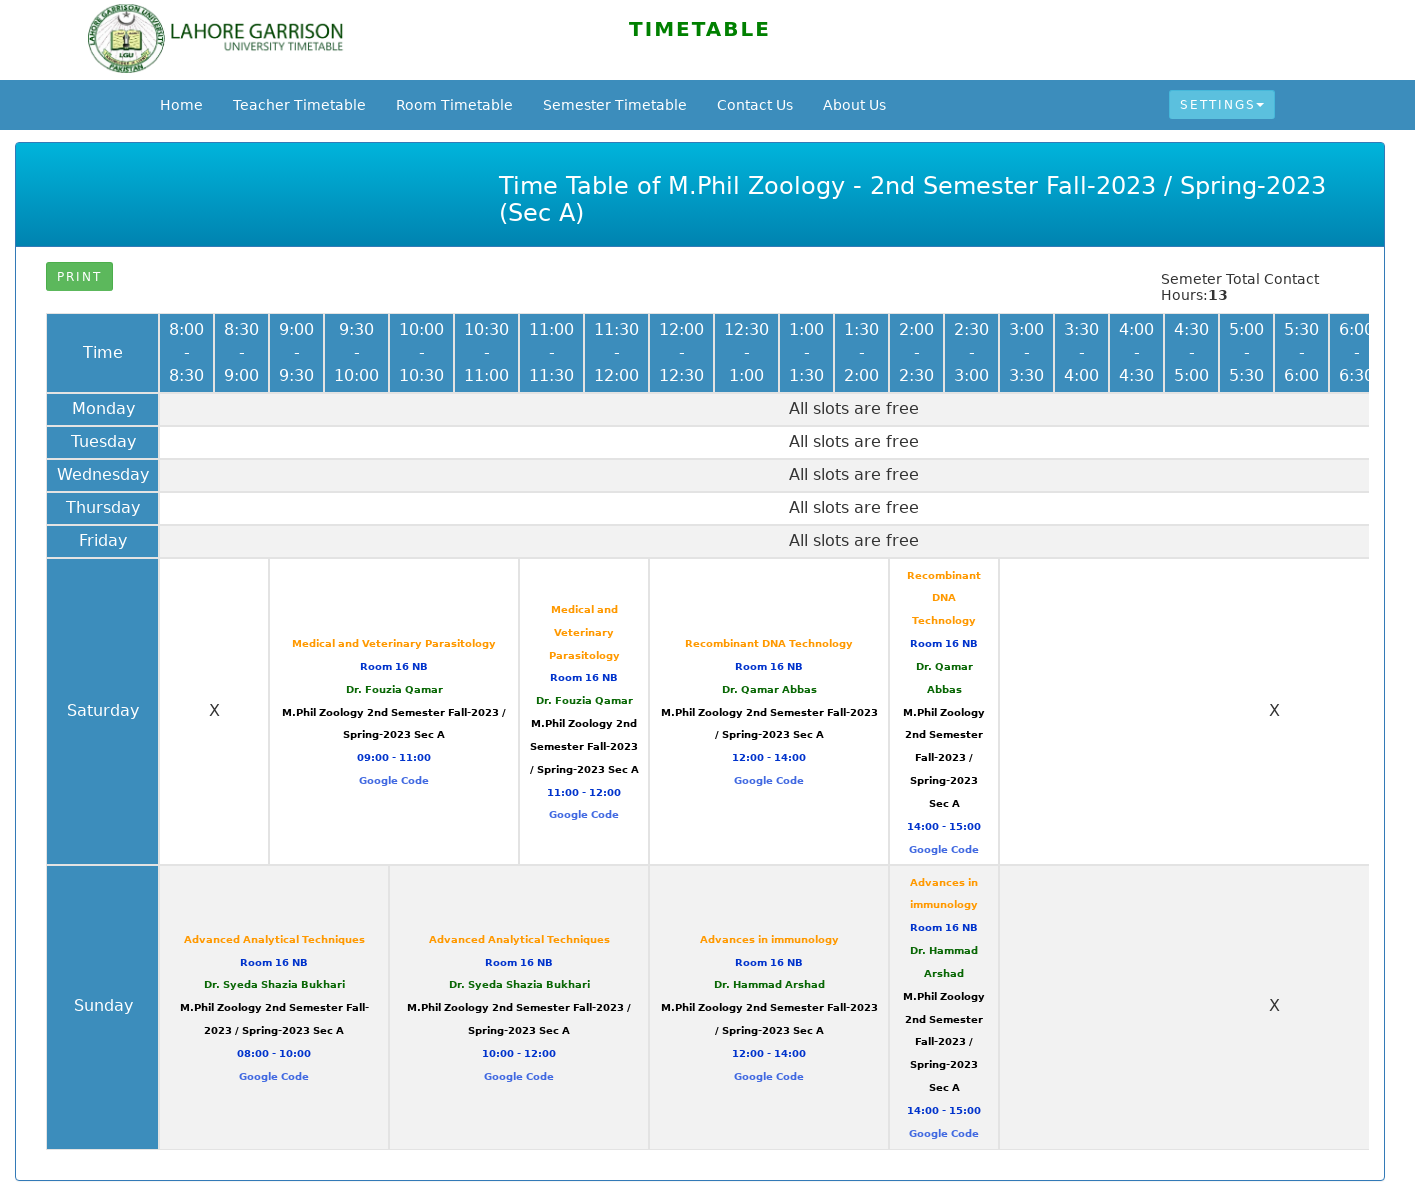 LAHORE GARRISON
UNIVERSITY TIMETABLE
TIMETABLE
Home Teacher Timetable Room Timetable Semester Timetable Contact Us About Us SETTINGS
Time Table of M.Phil Zoology - 2nd Semester Fall-2023 / Spring-2023
(Sec A)
PRINT
Semeter Total Contact
Hours:13
Time
8:00 - 8:30
8:30 - 9:00
9:00 - 9:30
9:30 - 10:00
10:00 - 10:30
10:30 - 11:00
11:00 - 11:30
11:30 - 12:00
12:00 - 12:30
12:30 - 1:00
1:00 - 1:30
1:30 - 2:00
2:00 - 2:30
2:30 - 3:00
3:00 - 3:30
3:30 - 4:00
4:00 - 4:30
4:30 - 5:00
5:00 - 5:30
5:30 - 6:00
6:00 - 6:30
Monday All slots are free
Tuesday All slots are free
Wednesday All slots are free
Thursday All slots are free
Friday All slots are free
Saturday
X
Medical and Veterinary Parasitology
Room 16 NB
Dr. Fouzia Qamar
M.Phil Zoology 2nd Semester Fall-2023 /
Spring-2023 Sec A
09:00 - 11:00
Google Code
Medical and
Veterinary
Parasitology
Room 16 NB
Dr. Fouzia Qamar
M.Phil Zoology 2nd
Semester Fall-2023
/ Spring-2023 Sec A
11:00 - 12:00
Google Code
Recombinant DNA Technology
Room 16 NB
Dr. Qamar Abbas
M.Phil Zoology 2nd Semester Fall-2023
/ Spring-2023 Sec A
12:00 - 14:00
Google Code
Recombinant
DNA
Technology
Room 16 NB
Dr. Qamar
Abbas
M.Phil Zoology
2nd Semester
Fall-2023 /
Spring-2023
Sec A
14:00 - 15:00
Google Code
X
Sunday
Advanced Analytical Techniques
Room 16 NB
Dr. Syeda Shazia Bukhari
M.Phil Zoology 2nd Semester Fall-
2023 / Spring-2023 Sec A
08:00 - 10:00
Google Code
Advanced Analytical Techniques
Room 16 NB
Dr. Syeda Shazia Bukhari
M.Phil Zoology 2nd Semester Fall-2023 /
Spring-2023 Sec A
10:00 - 12:00
Google Code
Advances in immunology
Room 16 NB
Dr. Hammad Arshad
M.Phil Zoology 2nd Semester Fall-2023
/ Spring-2023 Sec A
12:00 - 14:00
Google Code
Advances in
immunology
Room 16 NB
Dr. Hammad
Arshad
M.Phil Zoology
2nd Semester
Fall-2023 /
Spring-2023
Sec A
14:00 - 15:00
Google Code
X